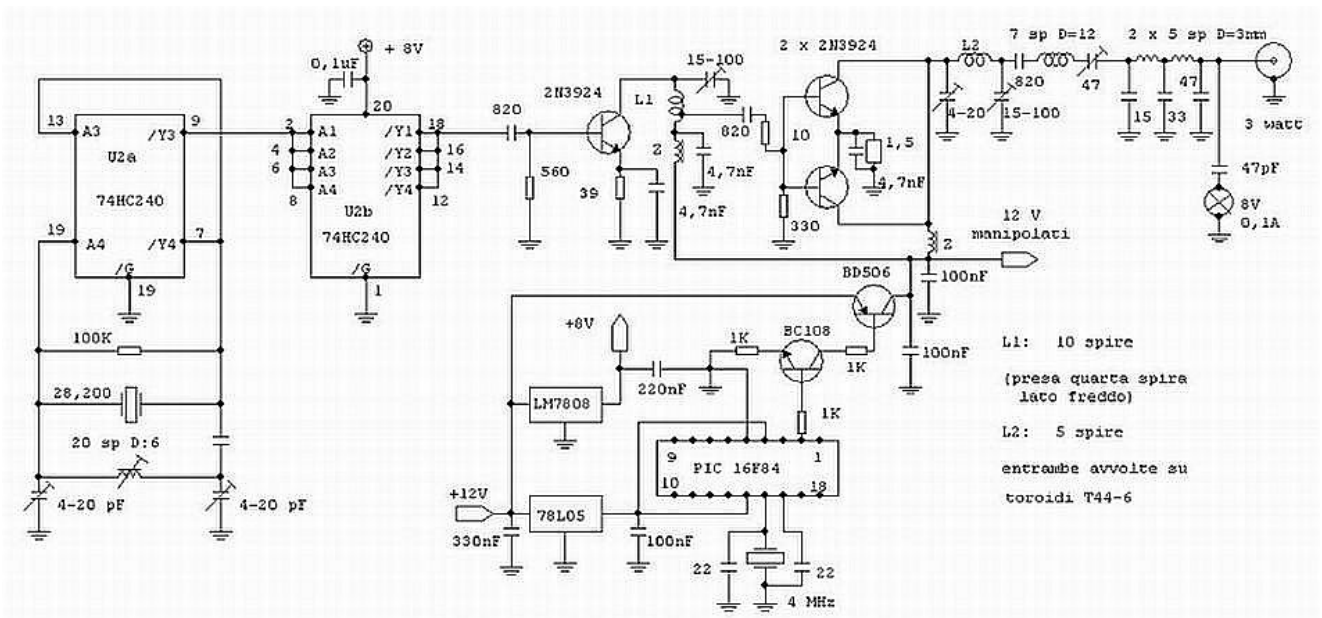 + 8V
0,1uF
20
13
A3
/Y3
9
U2a
74HC240
19
A4
/Y4
7
/G
19
2
A1
/Y1
18
4
A2
/Y2
16
6
A3
/Y3
14
A4
/Y4
8
12
U2b
74HC240
/G
1
100K
28,200
20 sp D:6
4-20 pF
4-20 pF
820
560
2N3924
39
4,7nF
L1
15-100
Z
4,7nF
820
10
330
2 x 2N3924
1,5
4,7nF
L2
7 sp D=12
2 x 5 sp D=3mm
4-20
820
15-100
47
15
33
47
3 watt
47pF
8V
0,1A
12 V
manipolati
Z
100nF
BD506
100nF
+8V
1K
BC108
1K
220nF
LM7808
1K
9
PIC 16F84
1
10
18
+12V
78L05
330nF
100nF
22
22
4 MHz
L1: 10 spire
(presa quarta spira
lato freddo)
L2: 5 spire
entrambe avvolte su
toroidi T44-6